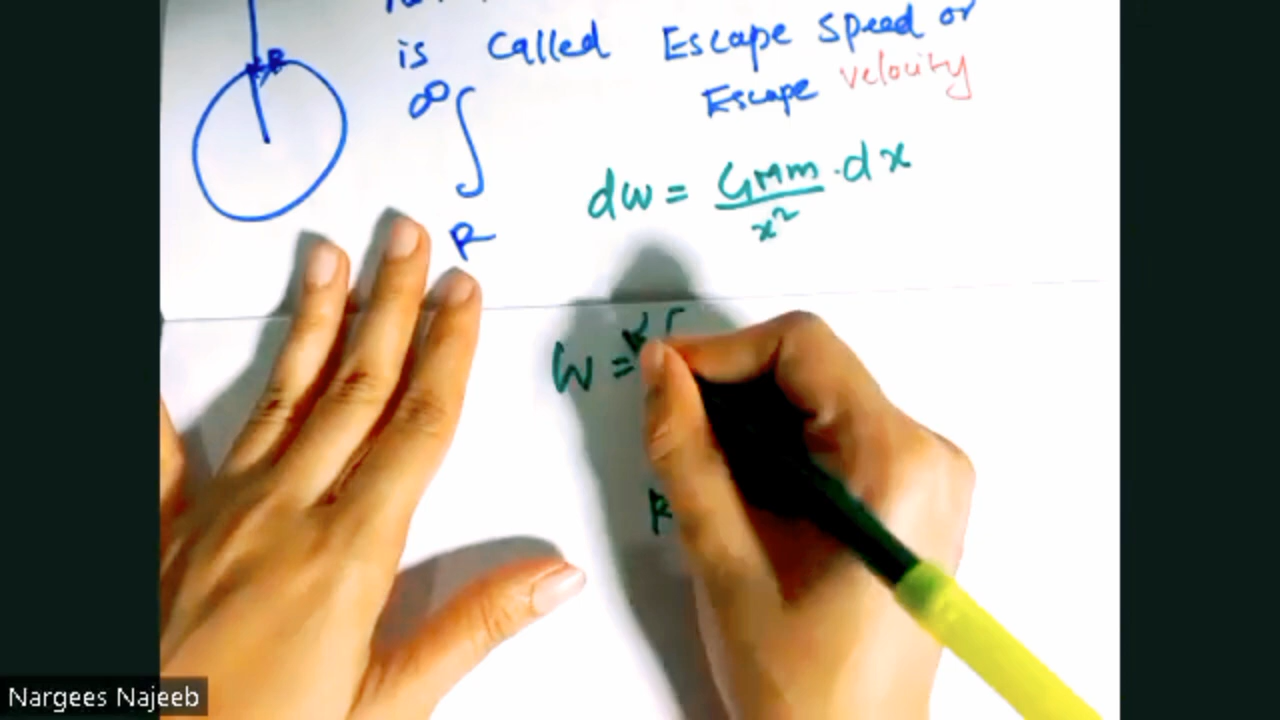 is called Escape speed or
Escape velocity
∞ ∫ R
R
dw = GMm/x² · dx
W =
R
Nargees Najeeb